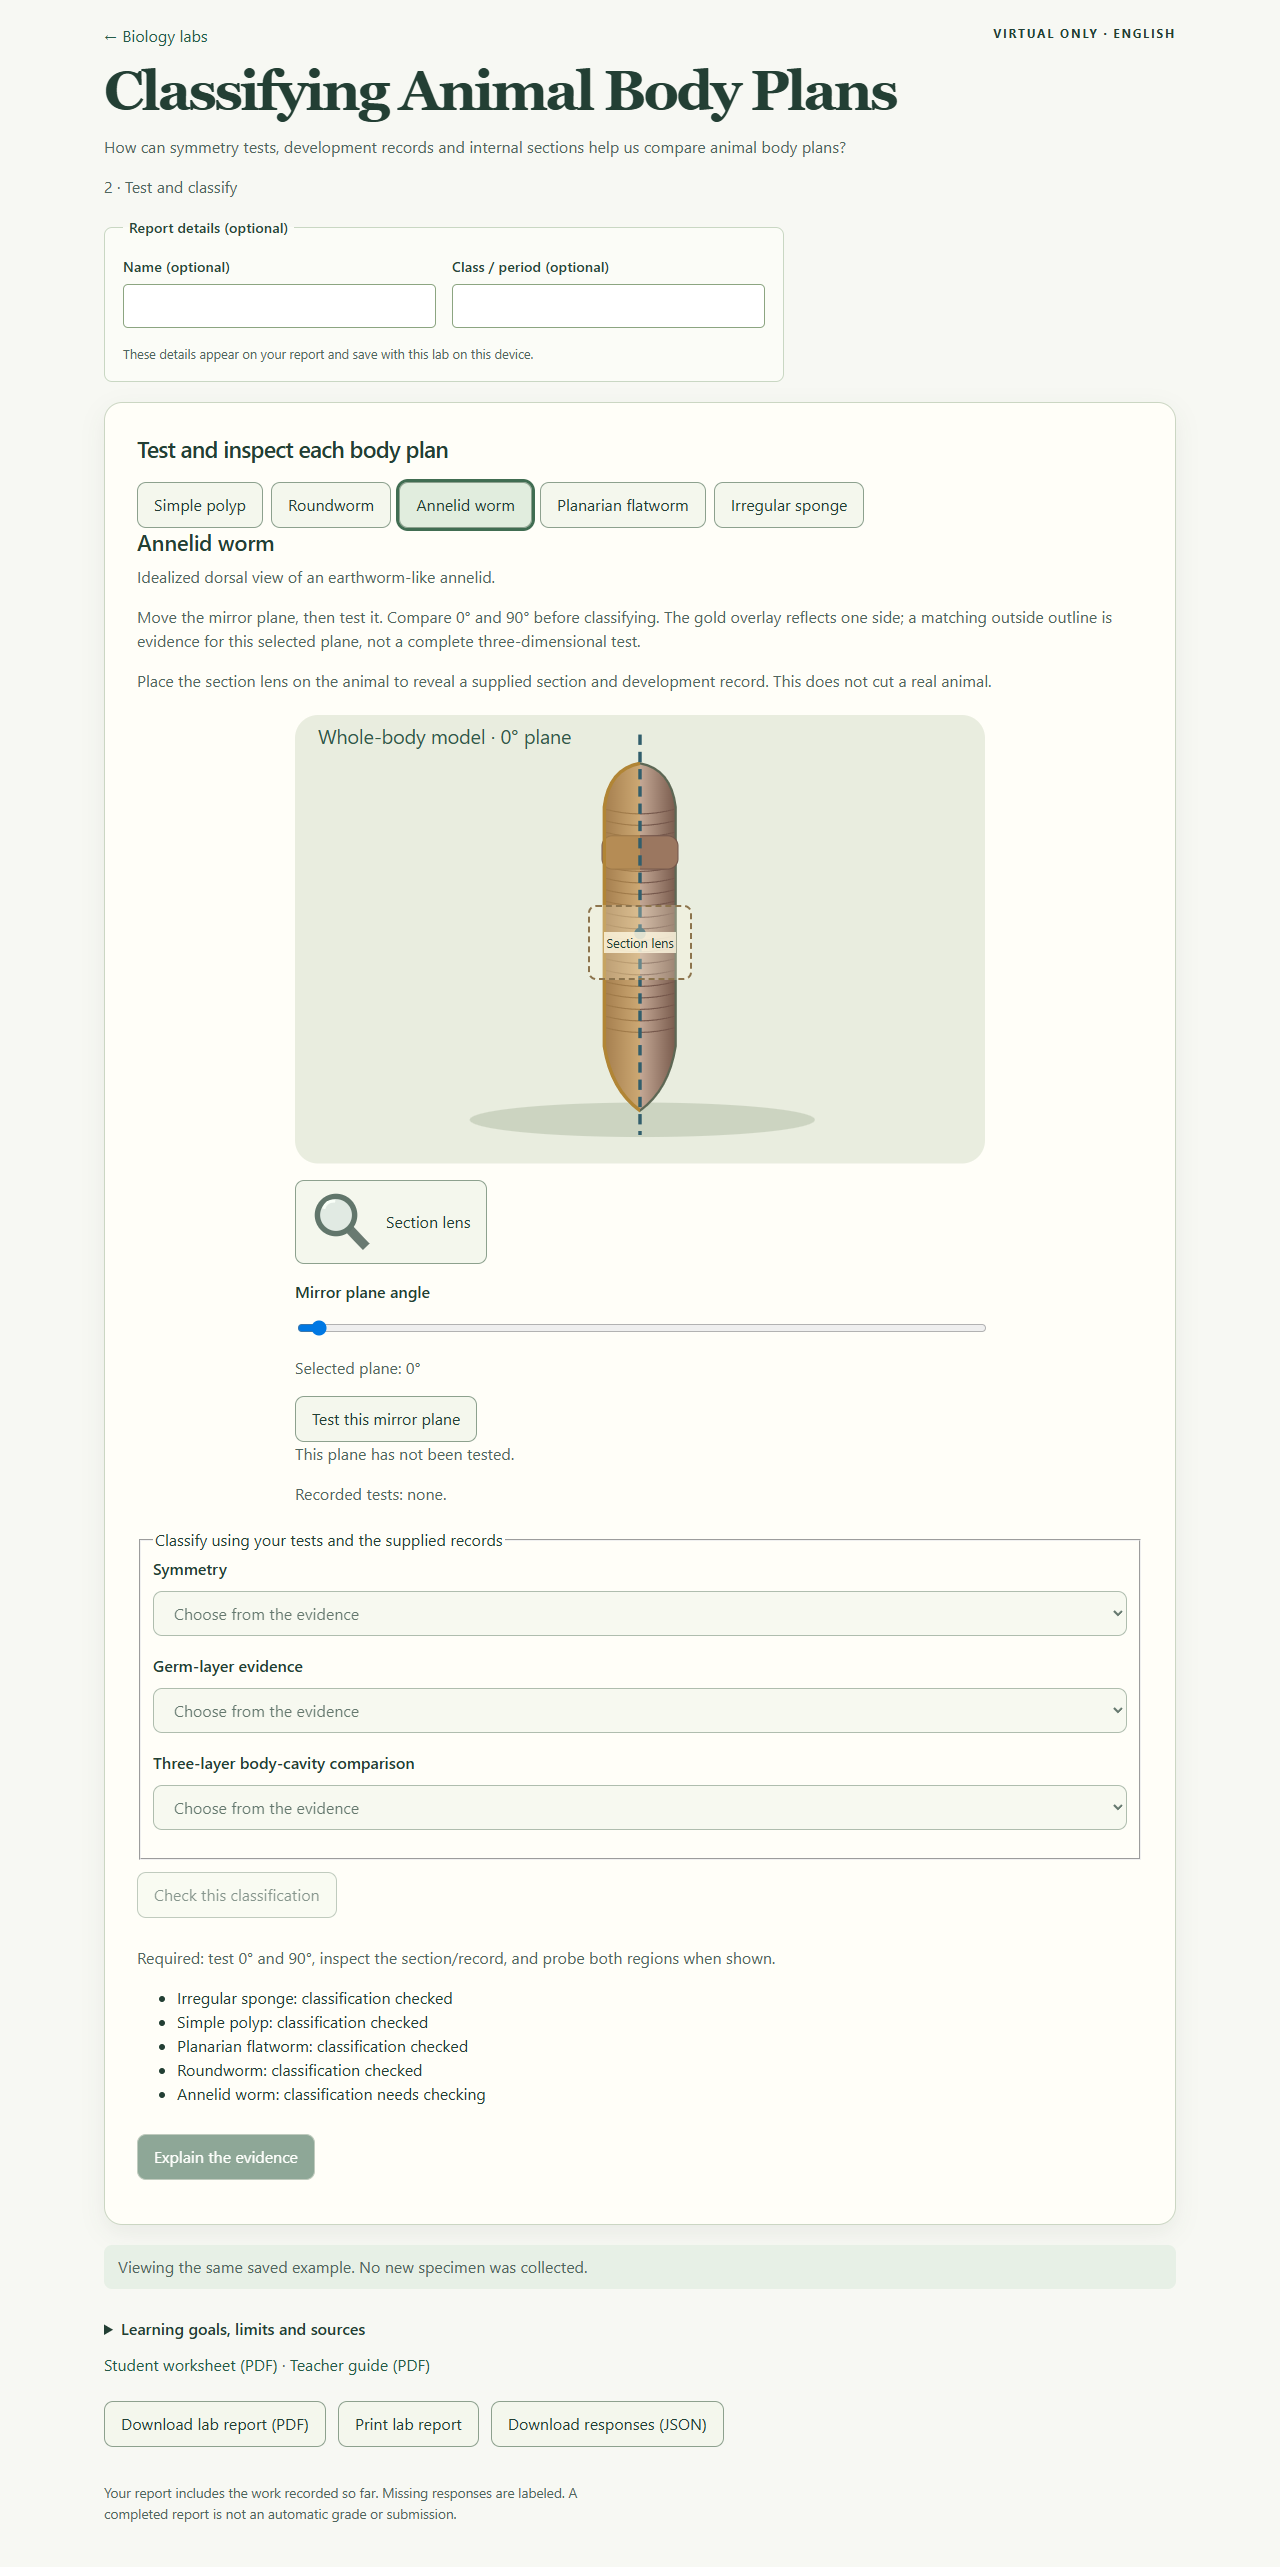 ← Biology labs
VIRTUAL ONLY · ENGLISH
Classifying Animal Body Plans
How can symmetry tests, development records and internal sections help us compare animal body plans?
2 · Test and classify
Report details (optional)
Name (optional)
Class / period (optional)
These details appear on your report and save with this lab on this device.
Test and inspect each body plan
Simple polyp
Roundworm
Annelid worm
Planarian flatworm
Irregular sponge
Annelid worm
Idealized dorsal view of an earthworm-like annelid.
Move the mirror plane, then test it. Compare 0° and 90° before classifying. The gold overlay reflects one side; a matching outside outline is
evidence for this selected plane, not a complete three-dimensional test.
Place the section lens on the animal to reveal a supplied section and development record. This does not cut a real animal.
Whole-body model · 0° plane
Section lens
Section lens
Mirror plane angle
Selected plane: 0°
Test this mirror plane
This plane has not been tested.
Recorded tests: none.
Classify using your tests and the supplied records
Symmetry
Choose from the evidence
Germ-layer evidence
Choose from the evidence
Three-layer body-cavity comparison
Choose from the evidence
Check this classification
Required: test 0° and 90°, inspect the section/record, and probe both regions when shown.
• Irregular sponge: classification checked
• Simple polyp: classification checked
• Planarian flatworm: classification checked
• Roundworm: classification checked
• Annelid worm: classification needs checking
Explain the evidence
Viewing the same saved example. No new specimen was collected.
▶ Learning goals, limits and sources
Student worksheet (PDF) · Teacher guide (PDF)
Download lab report (PDF)
Print lab report
Download responses (JSON)
Your report includes the work recorded so far. Missing responses are labeled. A
completed report is not an automatic grade or submission.